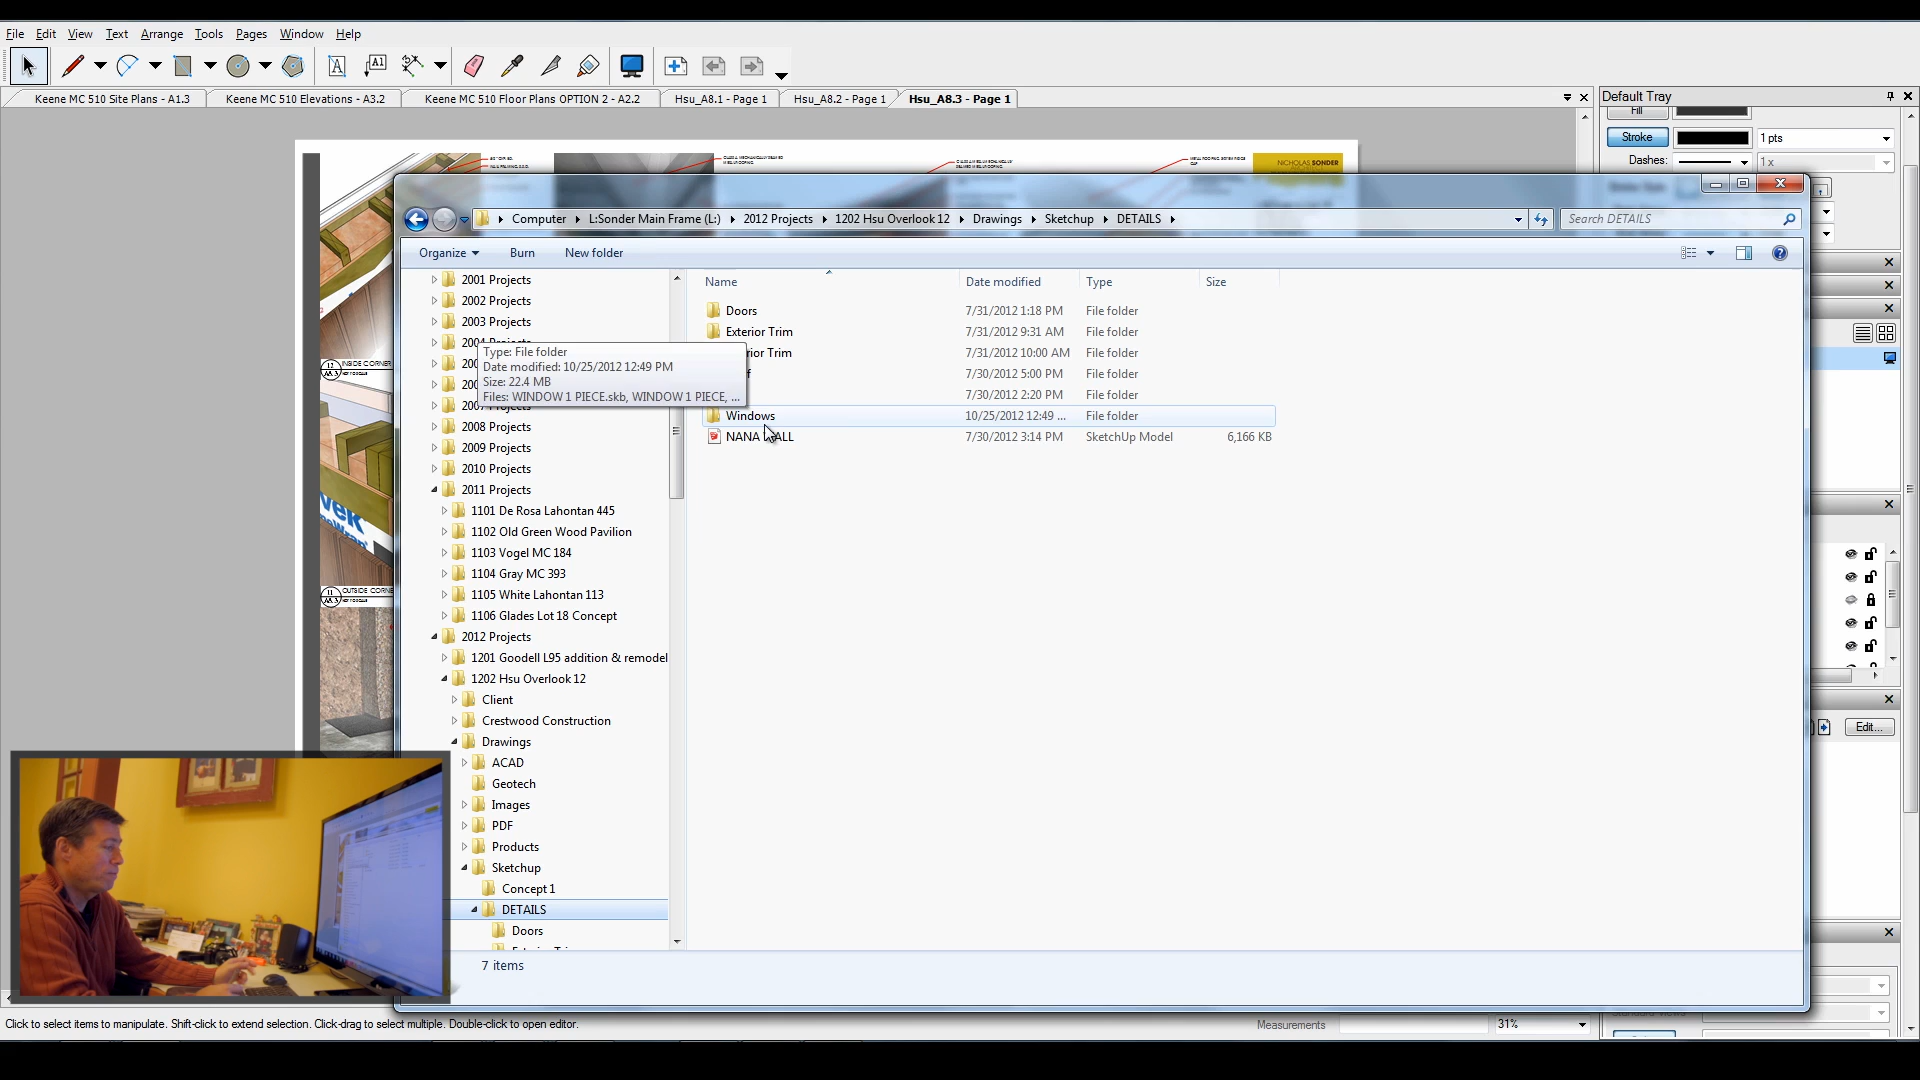 File Edit View Text Arrange Tools Pages Window Help
Keene MC 510 Site Plans - A1.3
Keene MC 510 Elevations - A3.2
Keene MC 510 Floor Plans OPTION 2 - A2.2
Hsu_A8.1 - Page 1
Hsu_A8.2 - Page 1
Hsu_A8.3 - Page 1
Default Tray
Fill
Stroke
1 pts
Dashes:
1x
NICHOLAS SONDER
Computer
L:Sonder Main Frame (L:)
2012 Projects
1202 Hsu Overlook 12
Drawings
Sketchup
DETAILS
Search DETAILS
Organize
Burn
New folder
2001 Projects
2002 Projects
2003 Projects
2008 Projects
2009 Projects
2010 Projects
2011 Projects
1101 De Rosa Lahontan 445
1102 Old Green Wood Pavilion
1103 Vogel MC 184
1104 Gray MC 393
1105 White Lahontan 113
1106 Glades Lot 18 Concept
2012 Projects
1201 Goodell L95 addition & remodel
1202 Hsu Overlook 12
Client
Crestwood Construction
Drawings
ACAD
Geotech
Images
PDF
Products
Sketchup
Concept 1
DETAILS
Doors
Name Date modified Type Size
Doors 7/31/2012 1:18 PM File folder
Exterior Trim 7/31/2012 9:31 AM File folder
7/31/2012 10:00 AM File folder
7/30/2012 5:00 PM File folder
7/30/2012 2:20 PM File folder
Windows 10/25/2012 12:49 ... File folder
NANA 7/30/2012 3:14 PM SketchUp Model 6,166 KB
Type: File folder
Date modified: 10/25/2012 12:49 PM
Size: 22.4 MB
Files: WINDOW 1 PIECE.skb, WINDOW 1 PIECE, ...
7 items
INSIDE CORNER
Edit...
Click to select items to manipulate. Shift-click to extend selection. Click-drag to select multiple. Double-click to open editor.
Measurements
31%